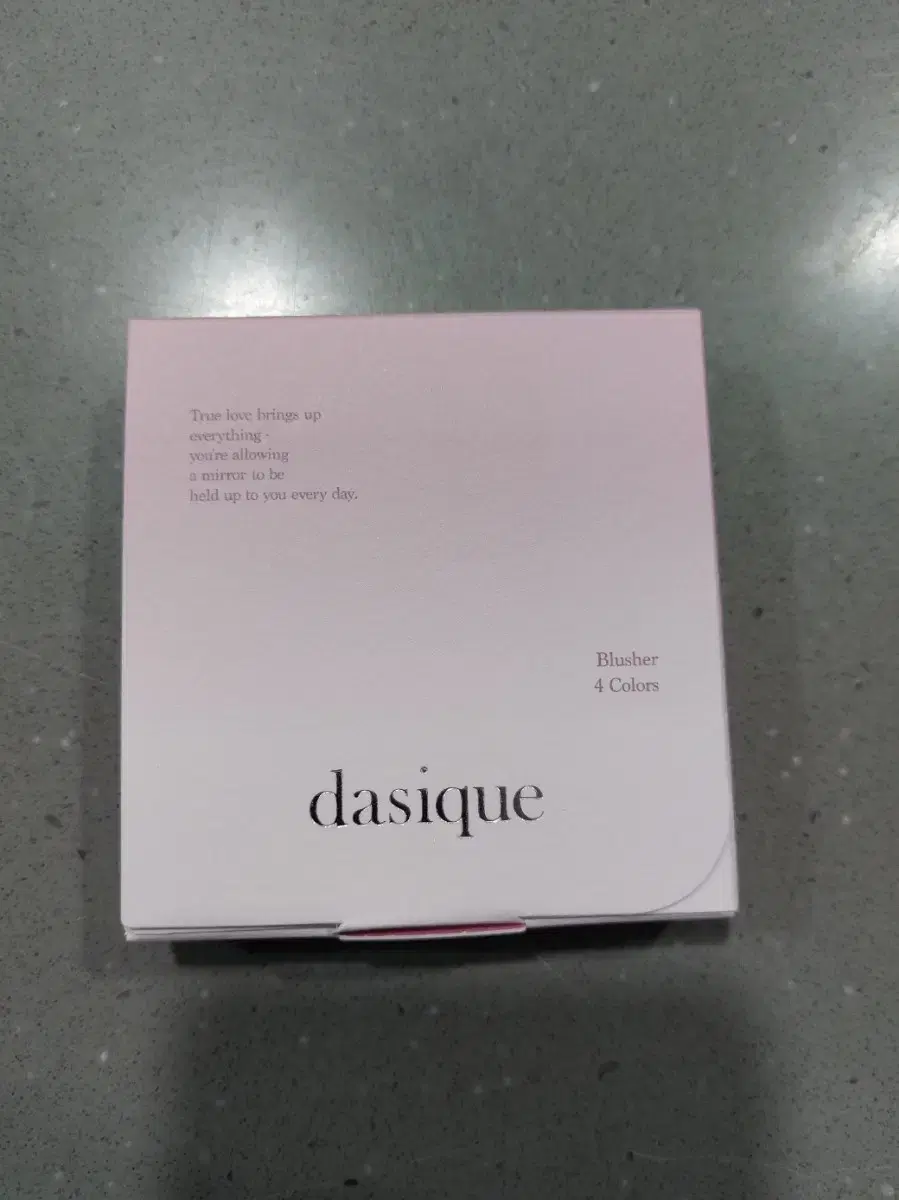 True love brings up
everything -
you're allowing
a mirror to be
held up to you every day.
Blusher
4 Colors
dasique